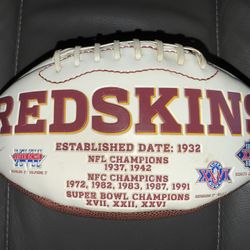 REDSKINS
ESTABLISHED DATE: 1932
NFL CHAMPIONS
1937, 1942
NFC CHAMPIONS
1972, 1982, 1983, 1987, 1991
SUPER BOWL CHAMPIONS
XVII, XXII, XXVI